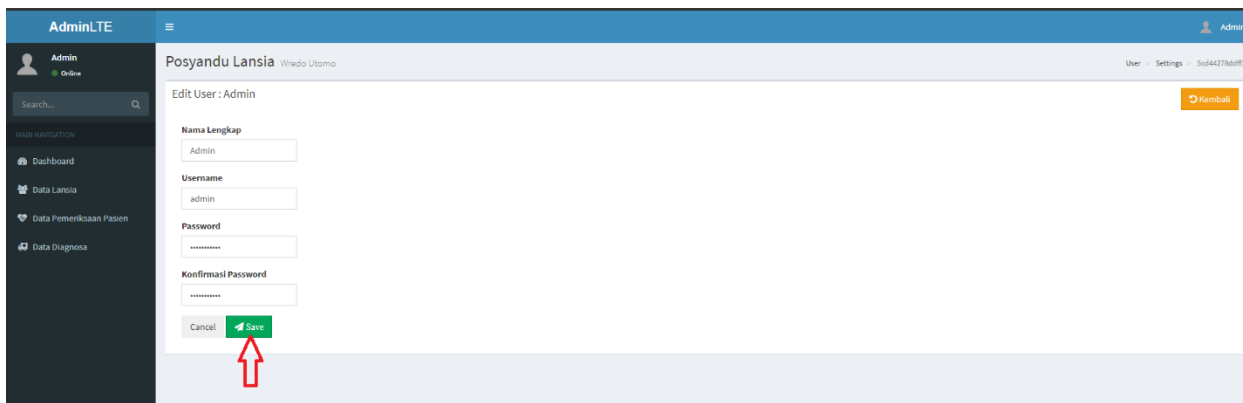 AdminLTE
Admin
Admin
Online
Search...
MAIN NAVIGATION
Dashboard
Data Lansia
Data Pemeriksaan Pasien
Data Diagnosa
Posyandu Lansia Wredo Utomo
User > Settings >
Edit User : Admin
Kembali
Nama Lengkap
Admin
Username
admin
Password
Konfirmasi Password
Cancel
Save